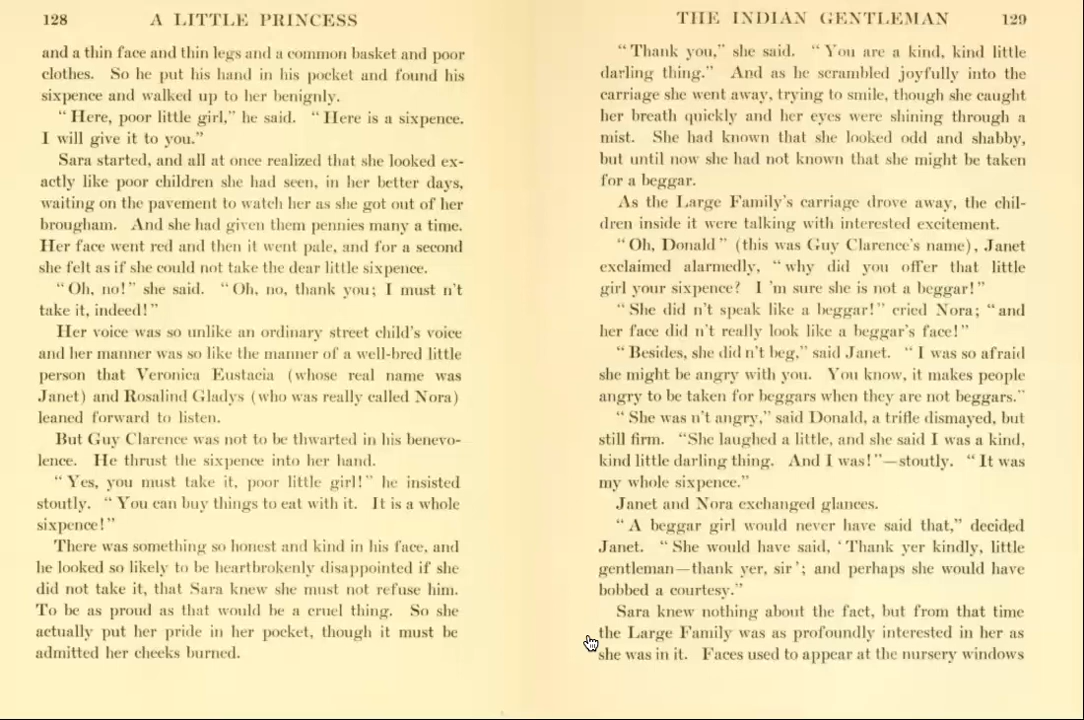 128 A LITTLE PRINCESS
and a thin face and thin legs and a common basket and poor
clothes. So he put his hand in his pocket and found his
sixpence and walked up to her benignly.
“Here, poor little girl,” he said. “Here is a sixpence.
I will give it to you.”
Sara started, and all at once realized that she looked ex-
actly like poor children she had seen, in her better days,
waiting on the pavement to watch her as she got out of her
brougham. And she had given them pennies many a time.
Her face went red and then it went pale, and for a second
she felt as if she could not take the dear little sixpence.
“Oh, no!” she said. “Oh, no, thank you; I must n't
take it, indeed!”
Her voice was so unlike an ordinary street child's voice
and her manner was so like the manner of a well-bred little
person that Veronica Eustacia (whose real name was
Janet) and Rosalind Gladys (who was really called Nora)
leaned forward to listen.
But Guy Clarence was not to be thwarted in his benevo-
lence. He thrust the sixpence into her hand.
“Yes, you must take it, poor little girl!” he insisted
stoutly. “You can buy things to eat with it. It is a whole
sixpence!”
There was something so honest and kind in his face, and
he looked so likely to be heartbrokenly disappointed if she
did not take it, that Sara knew she must not refuse him.
To be as proud as that would be a cruel thing. So she
actually put her pride in her pocket, though it must be
admitted her cheeks burned.
THE INDIAN GENTLEMAN 129
“Thank you,” she said. “You are a kind, kind little
darling thing.” And as he scrambled joyfully into the
carriage she went away, trying to smile, though she caught
her breath quickly and her eyes were shining through a
mist. She had known that she looked odd and shabby,
but until now she had not known that she might be taken
for a beggar.
As the Large Family's carriage drove away, the chil-
dren inside it were talking with interested excitement.
“Oh, Donald” (this was Guy Clarence's name), Janet
exclaimed alarmedly, “why did you offer that little
girl your sixpence? I 'm sure she is not a beggar!”
“She did n't speak like a beggar!” cried Nora; “and
her face did n't really look like a beggar's face!”
“Besides, she did n't beg,” said Janet. “I was so afraid
she might be angry with you. You know, it makes people
angry to be taken for beggars when they are not beggars.”
“She was n't angry,” said Donald, a trifle dismayed, but
still firm. “She laughed a little, and she said I was a kind,
kind little darling thing. And I was!”—stoutly. “It was
my whole sixpence.”
Janet and Nora exchanged glances.
“A beggar girl would never have said that,” decided
Janet. “She would have said, ‘Thank yer kindly, little
gentleman—thank yer, sir’; and perhaps she would have
bobbed a courtesy.”
Sara knew nothing about the fact, but from that time
the Large Family was as profoundly interested in her as
she was in it. Faces used to appear at the nursery windows